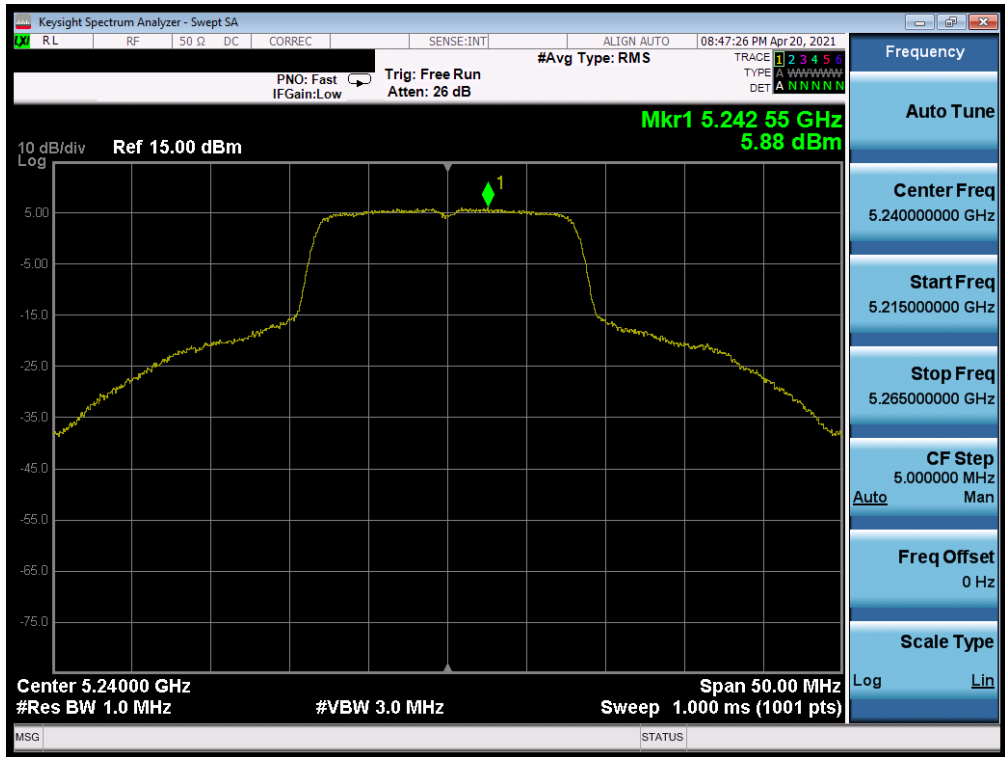 Keysight Spectrum Analyzer - Swept SA
LXI RL RF 50 Ω DC CORREC SENSE:INT ALIGN AUTO 08:47:26 PM Apr 20, 2021
#Avg Type: RMS TRACE 1 2 3 4 5 6
PNO: Fast Trig: Free Run TYPE A WWWWW
IFGain:Low Atten: 26 dB DET A N N N N N
Mkr1 5.242 55 GHz
5.88 dBm
10 dB/div Ref 15.00 dBm
Log
1
5.00
-5.00
-15.0
-25.0
-35.0
-45.0
-55.0
-65.0
-75.0
Center 5.24000 GHz Span 50.00 MHz
#Res BW 1.0 MHz #VBW 3.0 MHz Sweep 1.000 ms (1001 pts)
MSG STATUS
Frequency
Auto Tune
Center Freq
5.240000000 GHz
Start Freq
5.215000000 GHz
Stop Freq
5.265000000 GHz
CF Step
5.000000 MHz
Auto Man
Freq Offset
0 Hz
Scale Type
Log Lin